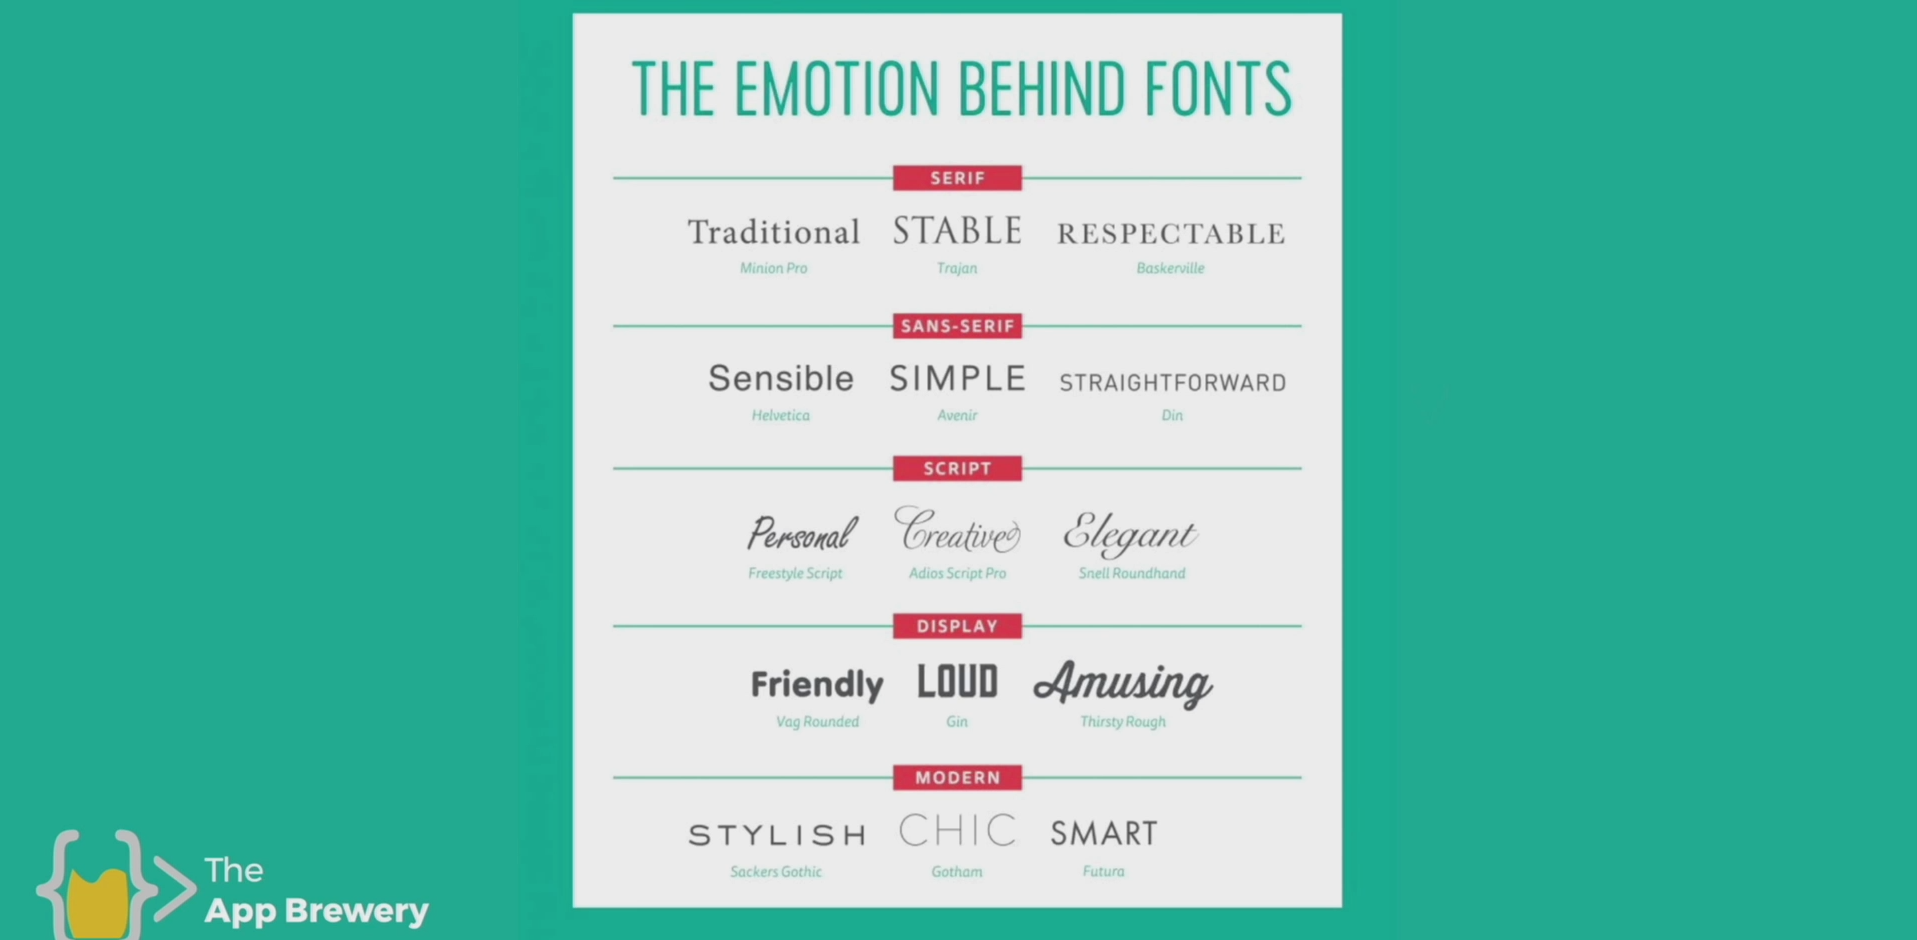 THE EMOTION BEHIND FONTS
SERIF
Traditional STABLE RESPECTABLE
Minion Pro Trajan Baskerville
SANS-SERIF
Sensible SIMPLE STRAIGHTFORWARD
Helvetica Avenir Din
SCRIPT
Personal Creative Elegant
Freestyle Script Adios Script Pro Snell Roundhand
DISPLAY
Friendly LOUD Amusing
Vag Rounded Gin Thirsty Rough
MODERN
STYLISH CHIC SMART
Sackers Gothic Gotham Futura
The
App Brewery